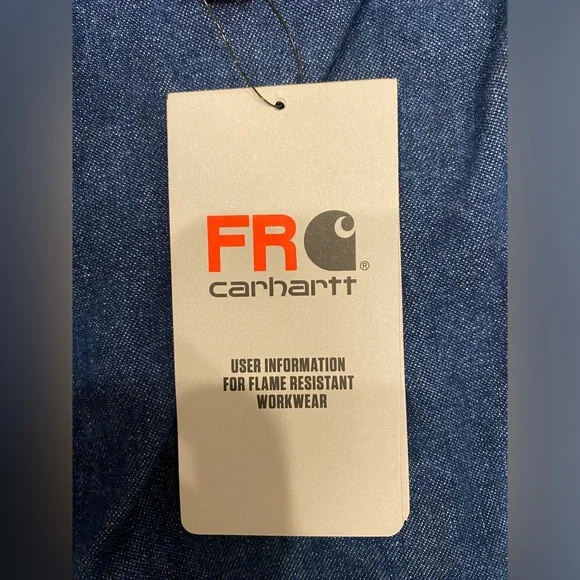 FR
®
carhartt
USER INFORMATION
FOR FLAME RESISTANT
WORKWEAR